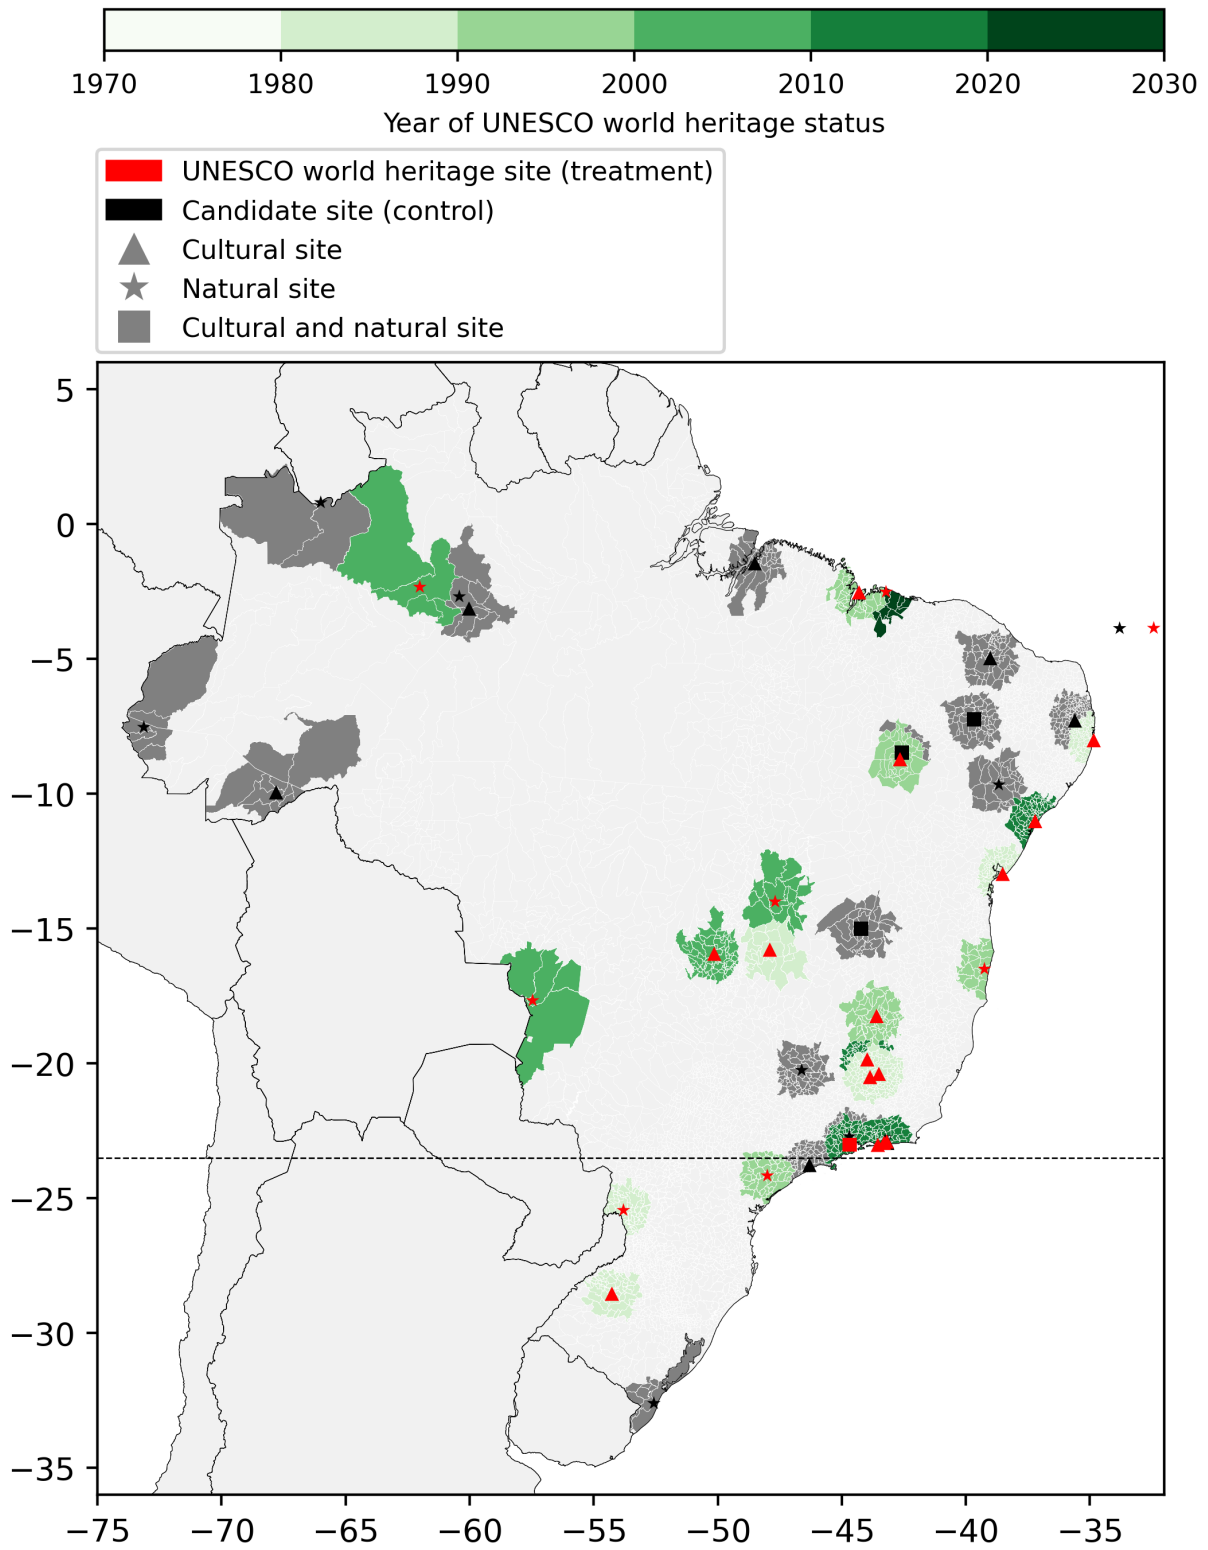 1970 1980 1990 2000 2010 2020 2030
Year of UNESCO world heritage status
UNESCO world heritage site (treatment)
Candidate site (control)
Cultural site
Natural site
Cultural and natural site
5
0
−5
−10
−15
−20
−25
−30
−35
−75 −70 −65 −60 −55 −50 −45 −40 −35